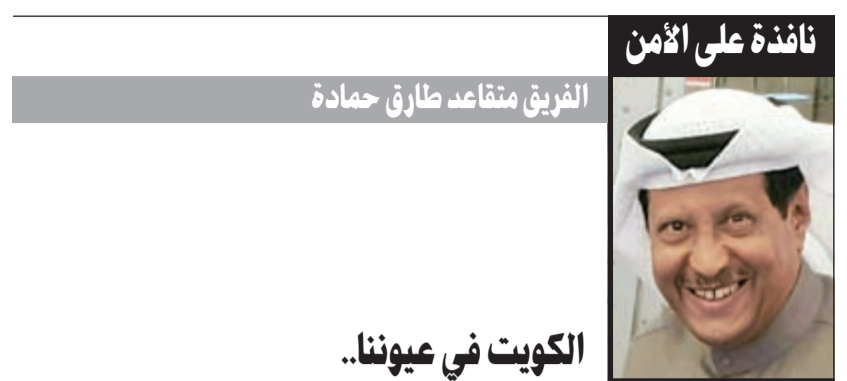 نافذة على الأمن
الفريق متقاعد طارق حمادة
الكويت في عيوننا..